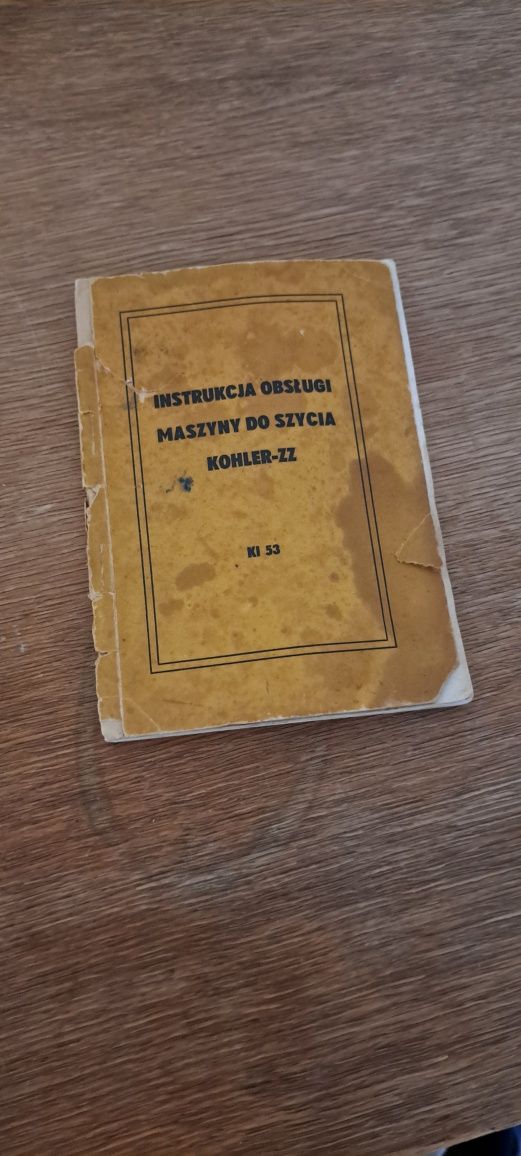 INSTRUKCJA OBSŁUGI
MASZYNY DO SZYCIA
KOHLER-ZZ
KI 53